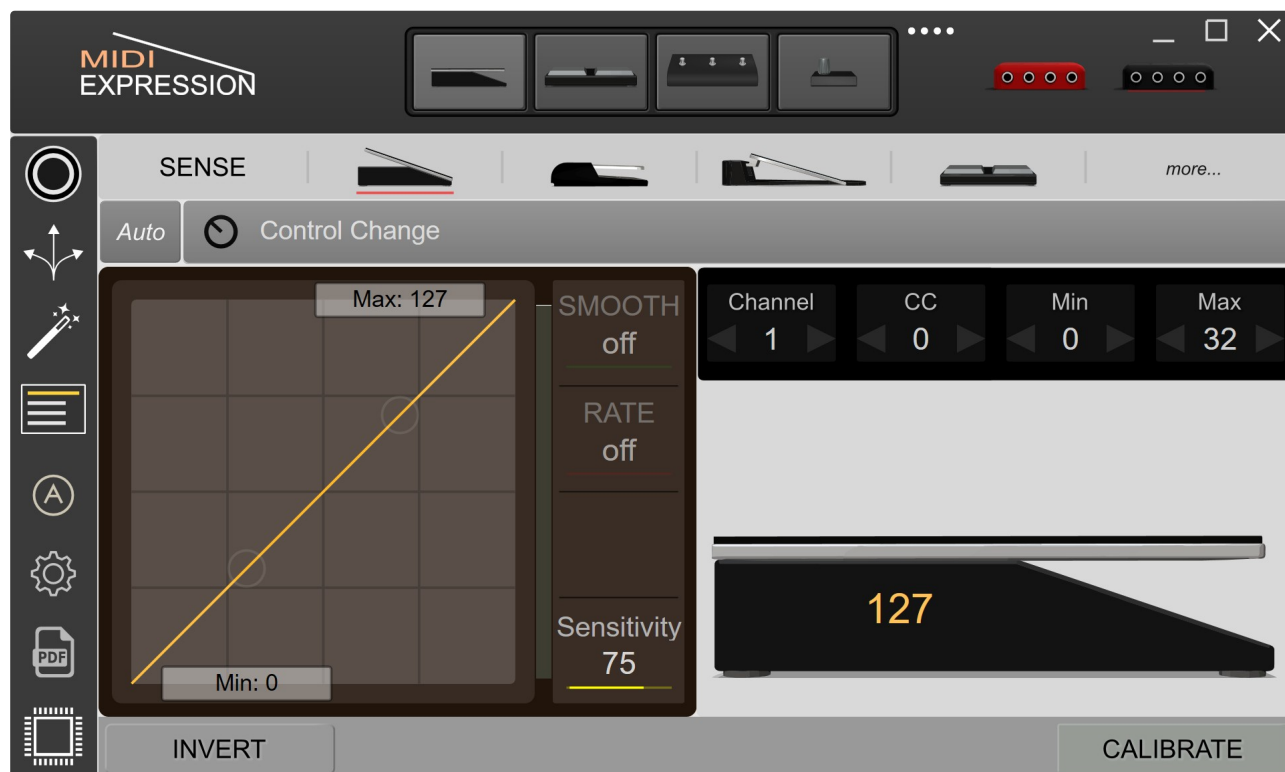 MIDI
EXPRESSION
SENSE
more...
Auto
Control Change
Max: 127
SMOOTH
off
RATE
off
Sensitivity
75
Min: 0
Channel
1
CC
0
Min
0
Max
32
127
A
PDF
INVERT
CALIBRATE